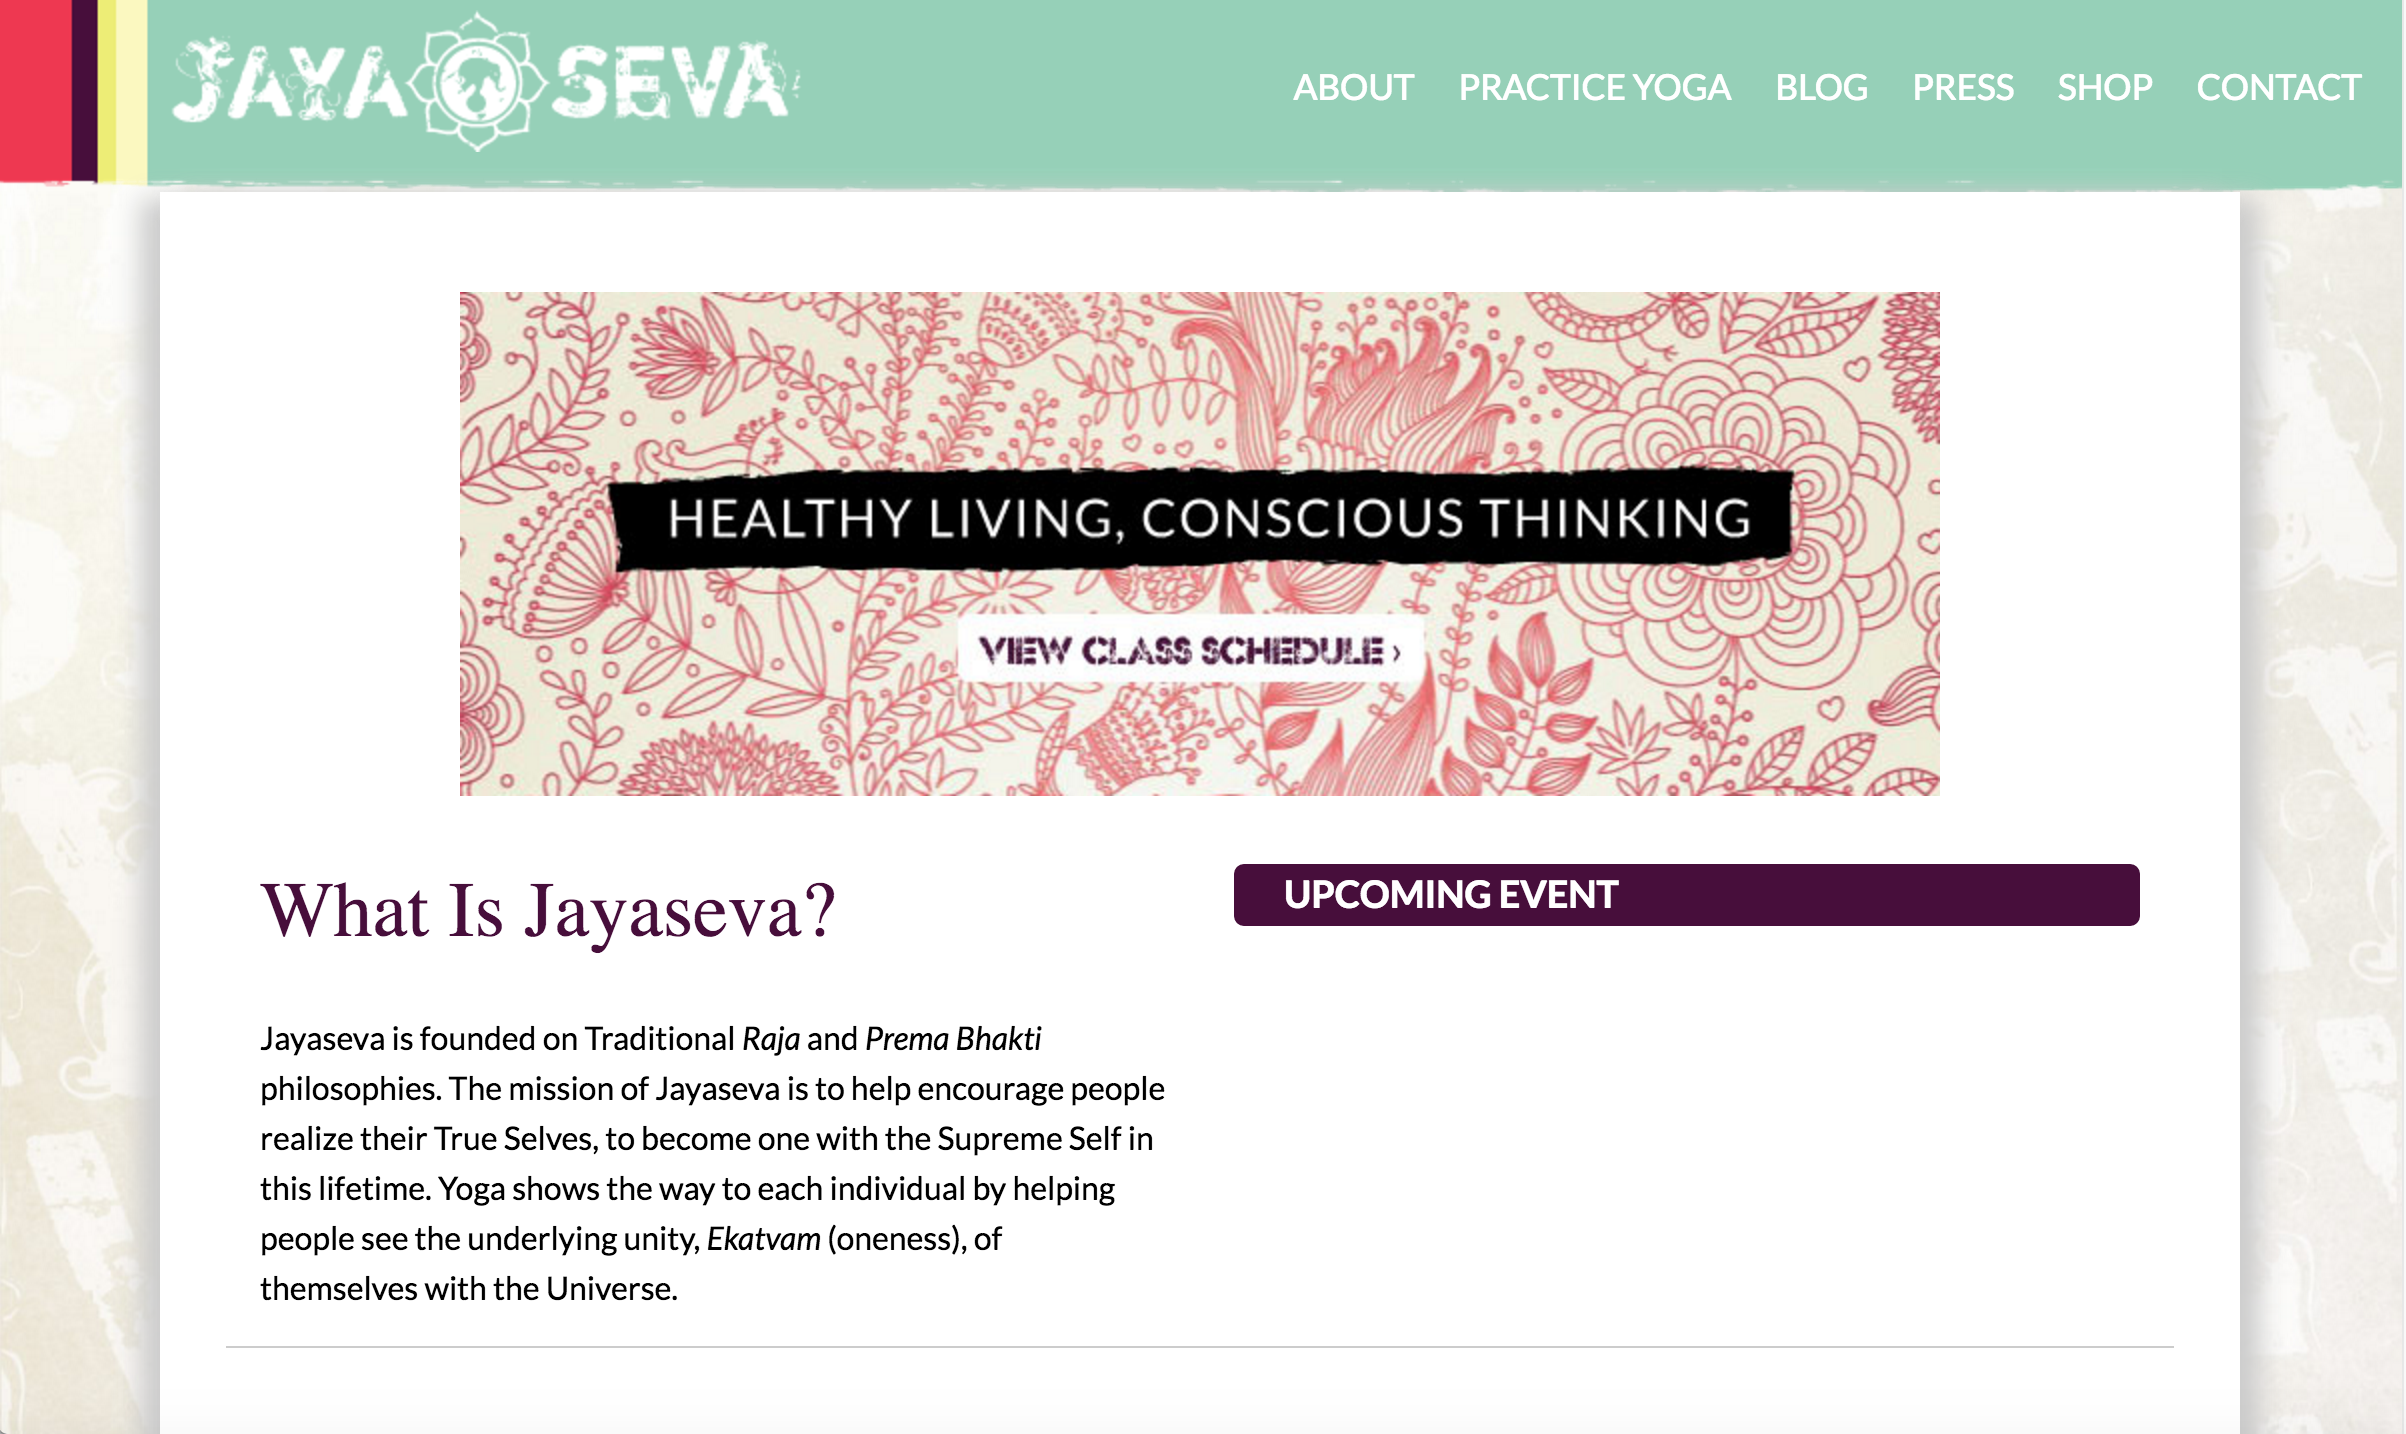 JAYA SEVA
ABOUT PRACTICE YOGA BLOG PRESS SHOP CONTACT
HEALTHY LIVING, CONSCIOUS THINKING
VIEW CLASS SCHEDULE ›
What Is Jayaseva?
Jayaseva is founded on Traditional Raja and Prema Bhakti
philosophies. The mission of Jayaseva is to help encourage people
realize their True Selves, to become one with the Supreme Self in
this lifetime. Yoga shows the way to each individual by helping
people see the underlying unity, Ekatvam (oneness), of
themselves with the Universe.
UPCOMING EVENT